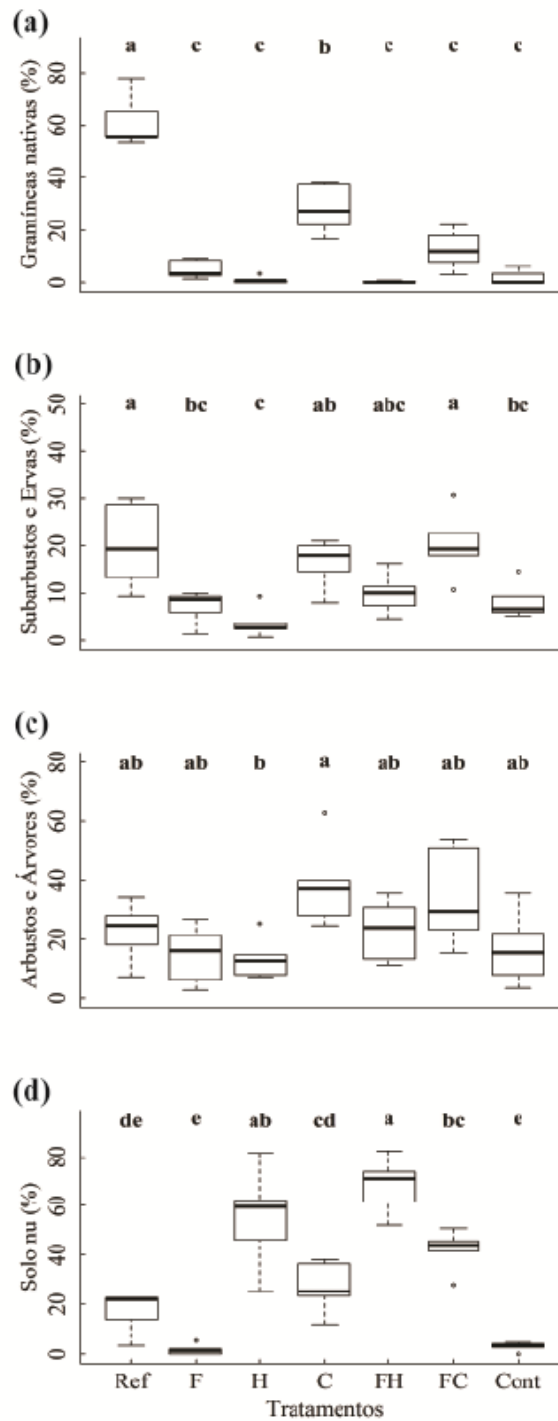 (a)
a c c b c c c
Gramíneas nativas (%)
80
60
40
20
0
(b)
a bc c ab abc a bc
Subarbustos e Ervas (%)
50
40
30
20
10
0
(c)
ab ab b a ab ab ab
Arbustos e Árvores (%)
80
60
40
20
0
(d)
de e ab cd a bc e
Solo nu (%)
80
60
40
20
0
Ref F H C FH FC Cont
Tratamentos